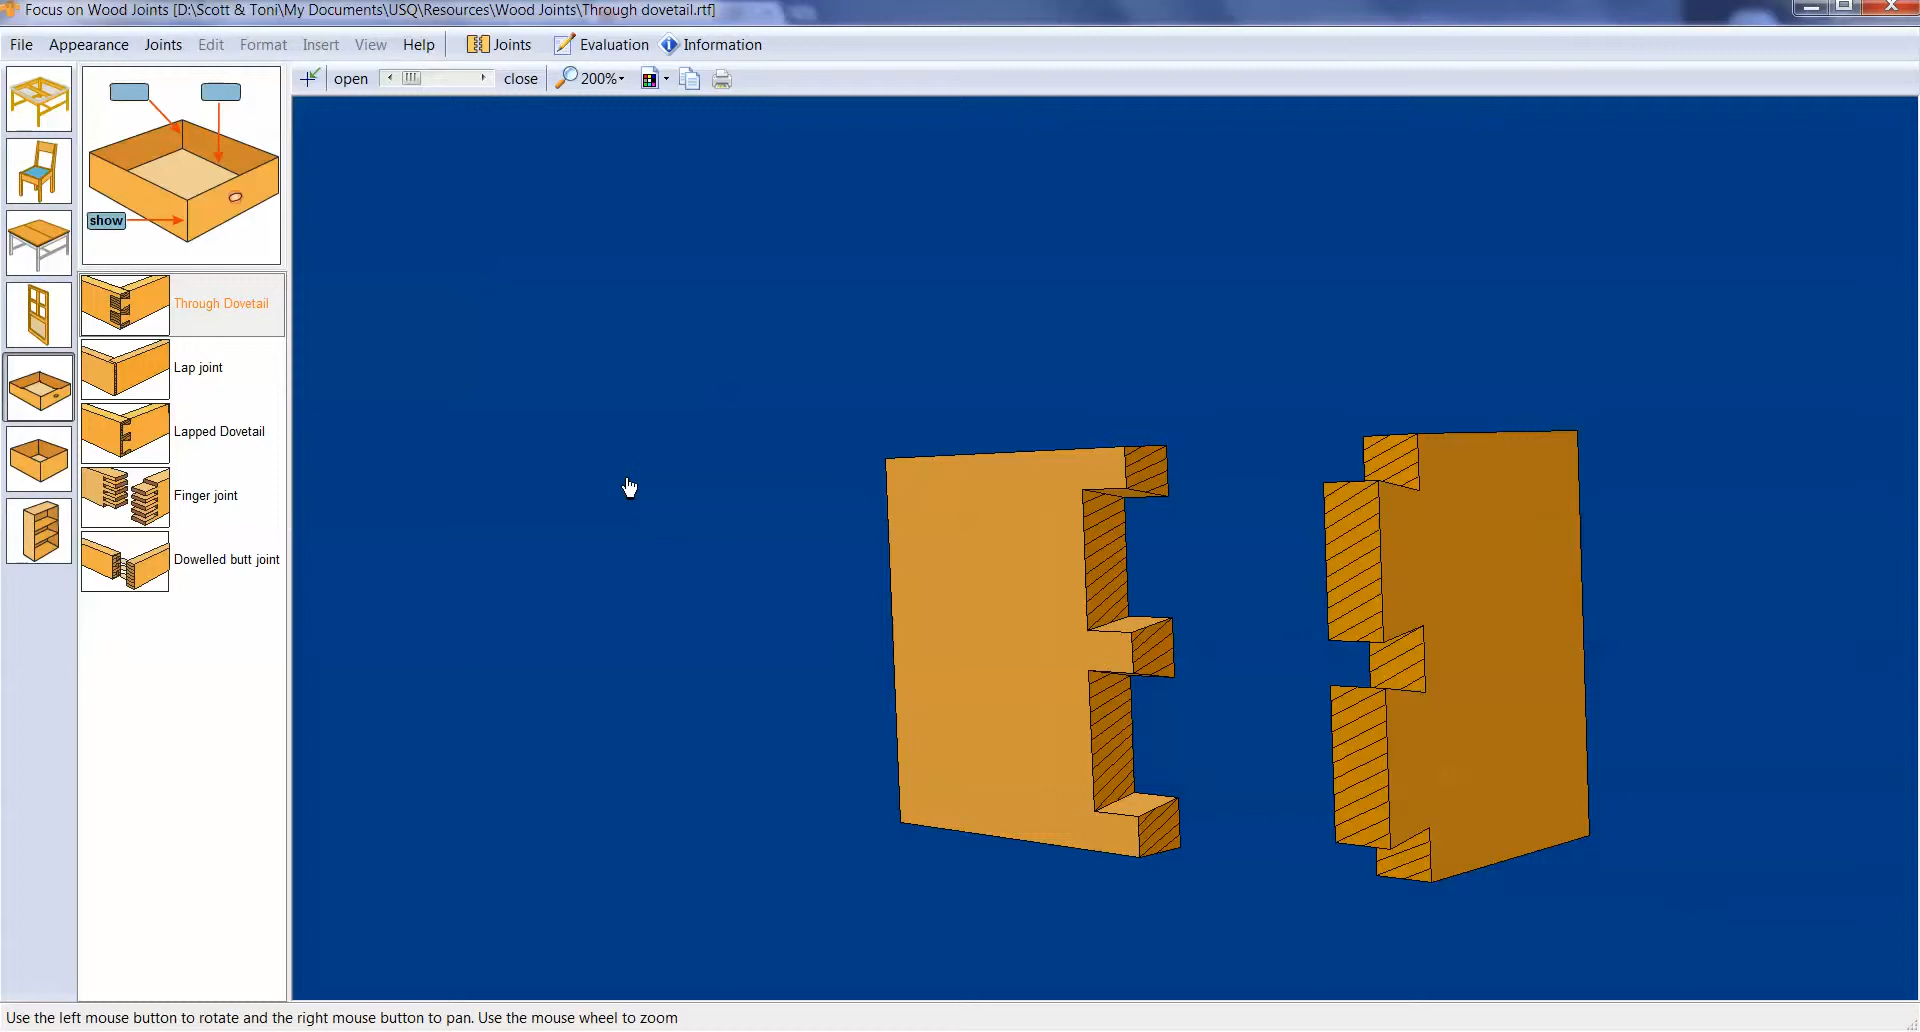 Focus on Wood Joints [D:\Scott & Toni\My Documents\USQ\Resources\Wood Joints\Through dovetail.rtf]
File Appearance Joints Edit Format Insert View Help Joints Evaluation Information
open close 200%
show
Through Dovetail
Lap joint
Lapped Dovetail
Finger joint
Dowelled butt joint
Use the left mouse button to rotate and the right mouse button to pan. Use the mouse wheel to zoom